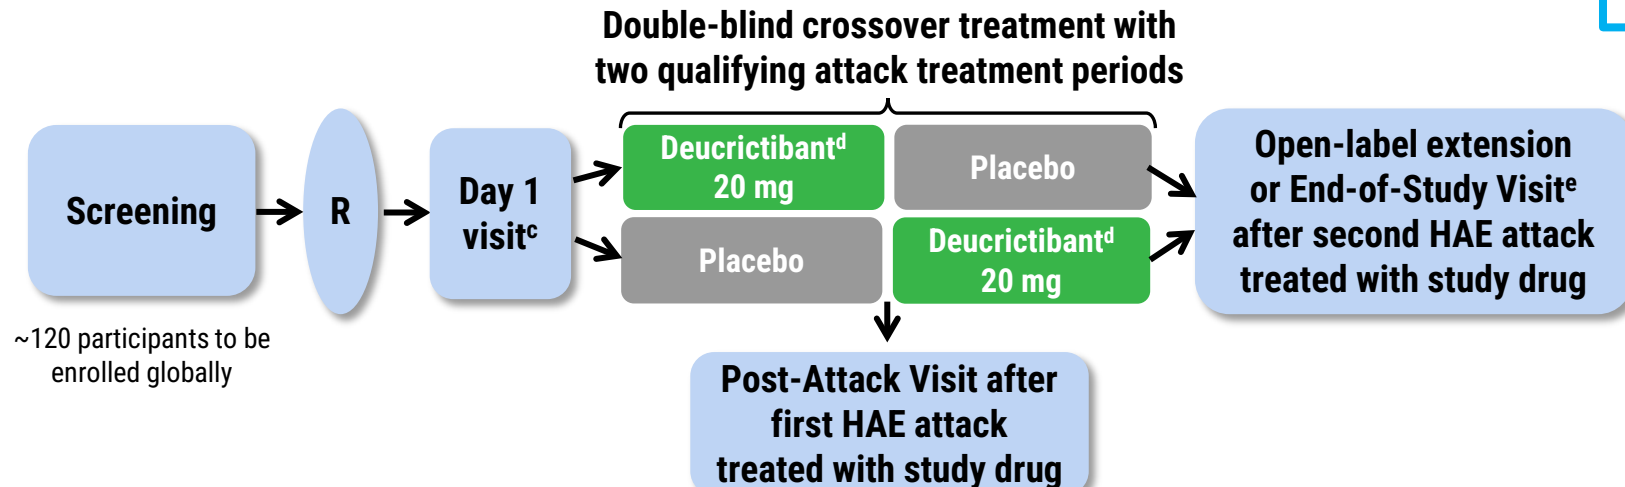 Double-blind crossover treatment with
two qualifying attack treatment periods
Screening
~120 participants to be
enrolled globally
R
Day 1
visitᶜ
Deucrictibantᵈ
20 mg
Placebo
Placebo
Deucrictibantᵈ
20 mg
Post-Attack Visit after
first HAE attack
treated with study drug
Open-label extension
or End-of-Study Visitᵉ
after second HAE attack
treated with study drug